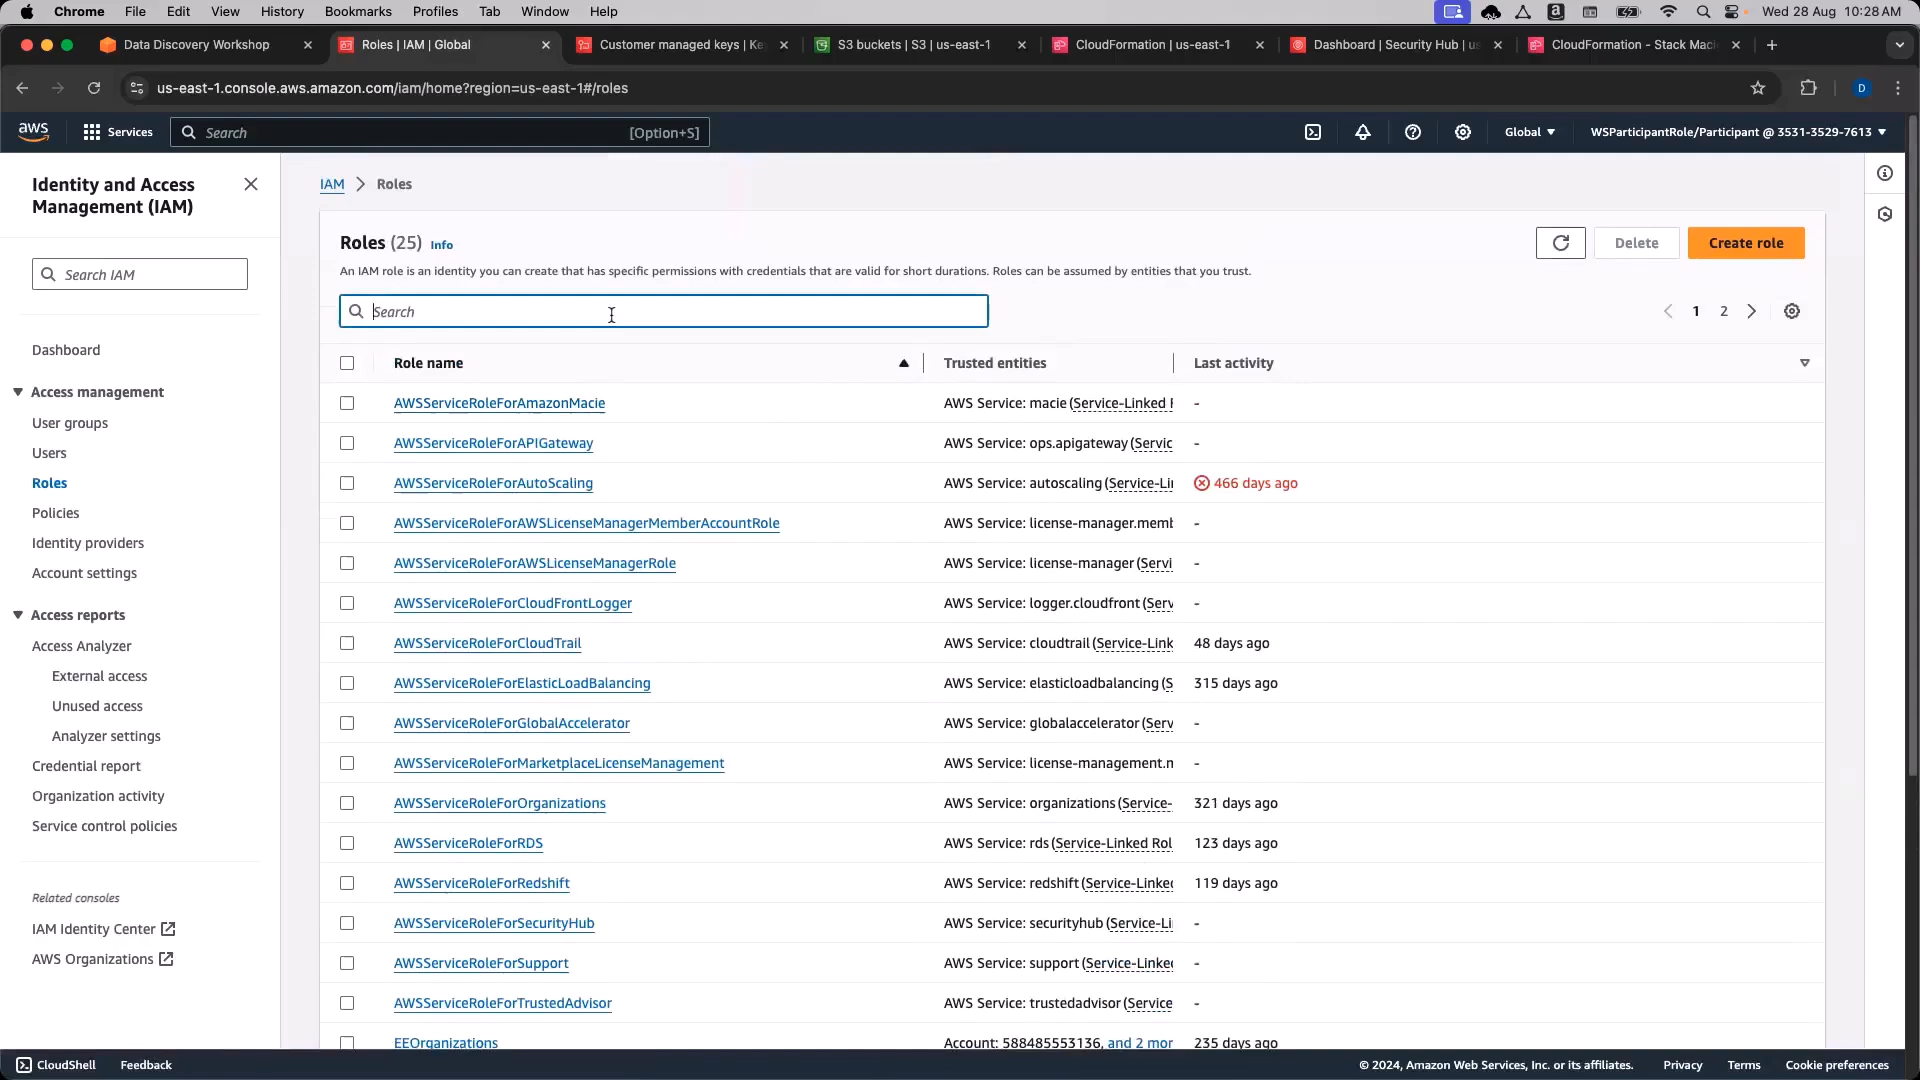 Chrome File Edit View History Bookmarks Profiles Tab Window Help Wed 28 Aug 10:28 AM
Data Discovery Workshop
Roles | IAM | Global
Customer managed keys | Ke
S3 buckets | S3 | us-east-1
CloudFormation | us-east-1
Dashboard | Security Hub | us
CloudFormation - Stack Maci
us-east-1.console.aws.amazon.com/iam/home?region=us-east-1#/roles
D
aws Services Search [Option+S] Global WSParticipantRole/Participant @ 3531-3529-7613
Identity and Access
Management (IAM)
Search IAM
Dashboard
Access management
User groups
Users
Roles
Policies
Identity providers
Account settings
Access reports
Access Analyzer
External access
Unused access
Analyzer settings
Credential report
Organization activity
Service control policies
Related consoles
IAM Identity Center
AWS Organizations
IAM > Roles
Roles (25) Info
Delete
Create role
An IAM role is an identity you can create that has specific permissions with credentials that are valid for short durations. Roles can be assumed by entities that you trust.
Search
1 2
Role name Trusted entities Last activity
AWSServiceRoleForAmazonMacie AWS Service: macie (Service-Linked R -
AWSServiceRoleForAPIGateway AWS Service: ops.apigateway (Servic -
AWSServiceRoleForAutoScaling AWS Service: autoscaling (Service-Li 466 days ago
AWSServiceRoleForAWSLicenseManagerMemberAccountRole AWS Service: license-manager.memb -
AWSServiceRoleForAWSLicenseManagerRole AWS Service: license-manager (Servi -
AWSServiceRoleForCloudFrontLogger AWS Service: logger.cloudfront (Serv -
AWSServiceRoleForCloudTrail AWS Service: cloudtrail (Service-Link 48 days ago
AWSServiceRoleForElasticLoadBalancing AWS Service: elasticloadbalancing (S 315 days ago
AWSServiceRoleForGlobalAccelerator AWS Service: globalaccelerator (Serv -
AWSServiceRoleForMarketplaceLicenseManagement AWS Service: license-management.m -
AWSServiceRoleForOrganizations AWS Service: organizations (Service- 321 days ago
AWSServiceRoleForRDS AWS Service: rds (Service-Linked Rol 123 days ago
AWSServiceRoleForRedshift AWS Service: redshift (Service-Linked 119 days ago
AWSServiceRoleForSecurityHub AWS Service: securityhub (Service-Li -
AWSServiceRoleForSupport AWS Service: support (Service-Linked -
AWSServiceRoleForTrustedAdvisor AWS Service: trustedadvisor (Service -
EEOrganizations Account: 588485553136, and 2 mor 235 days ago
CloudShell Feedback © 2024, Amazon Web Services, Inc. or its affiliates. Privacy Terms Cookie preferences